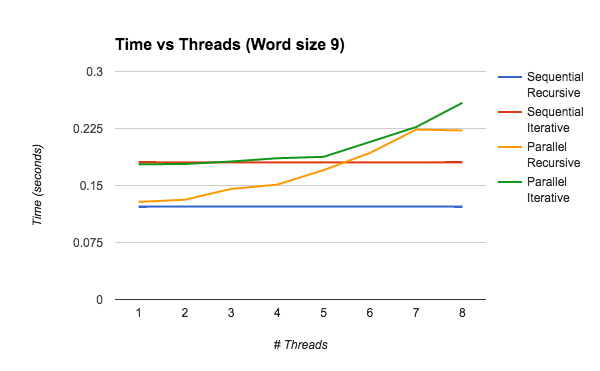 Time vs Threads (Word size 9)
0.3
0.225
0.15
0.075
0
Time (seconds)
1 2 3 4 5 6 7 8
# Threads
Sequential
Recursive
Sequential
Iterative
Parallel
Recursive
Parallel
Iterative